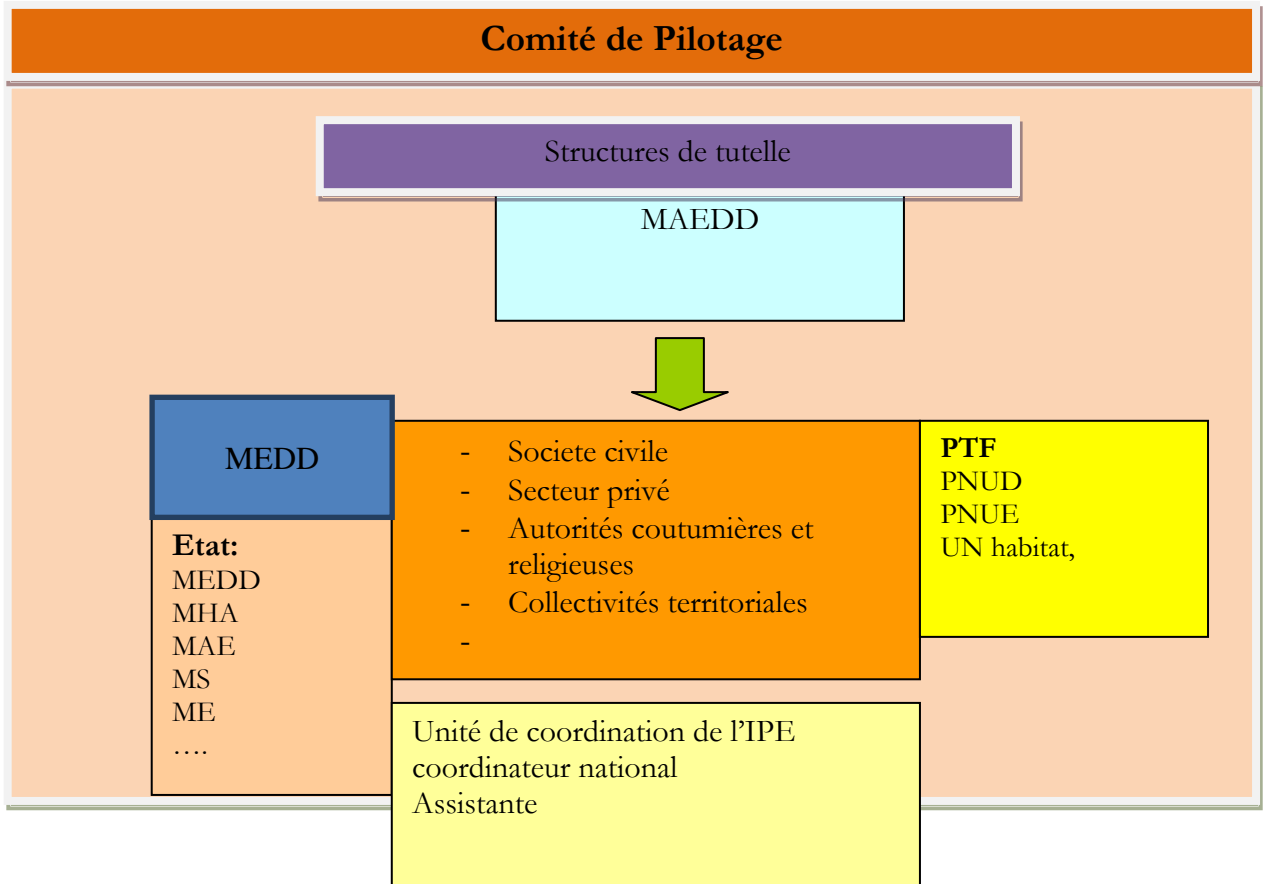 Comité de Pilotage
Structures de tutelle
MAEDD
MEDD
Etat:
MEDD
MHA
MAE
MS
ME
….
- Societe civile
- Secteur privé
- Autorités coutumières et
religieuses
- Collectivités territoriales
-
PTF
PNUD
PNUE
UN habitat,
Unité de coordination de l’IPE
coordinateur national
Assistante